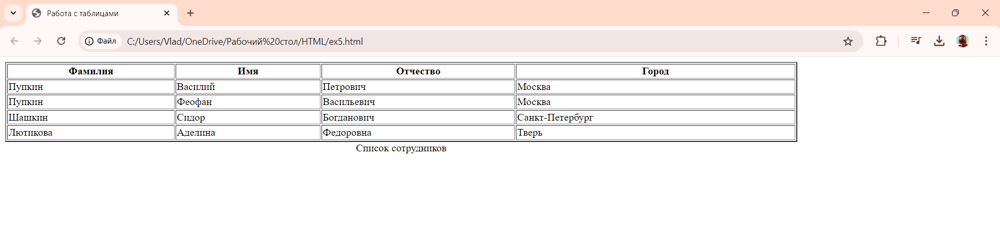 Работа с таблицами
Файл C:/Users/Vlad/OneDrive/Рабочий%20стол/HTML/ex5.html
Фамилия Имя Отчество Город
Пупкин Василий Петрович Москва
Пупкин Феофан Васильевич Москва
Шашкин Сидор Богданович Санкт-Петербург
Лютикова Аделина Федоровна Тверь
Список сотрудников